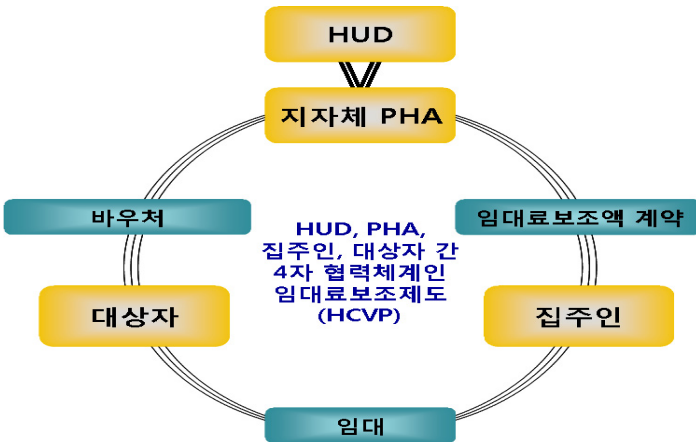 HUD
지자체 PHA
바우처
임대료보조액 계약
HUD, PHA,
집주인, 대상자 간
4자 협력체계인
임대료보조제도
(HCVP)
대상자
집주인
임대